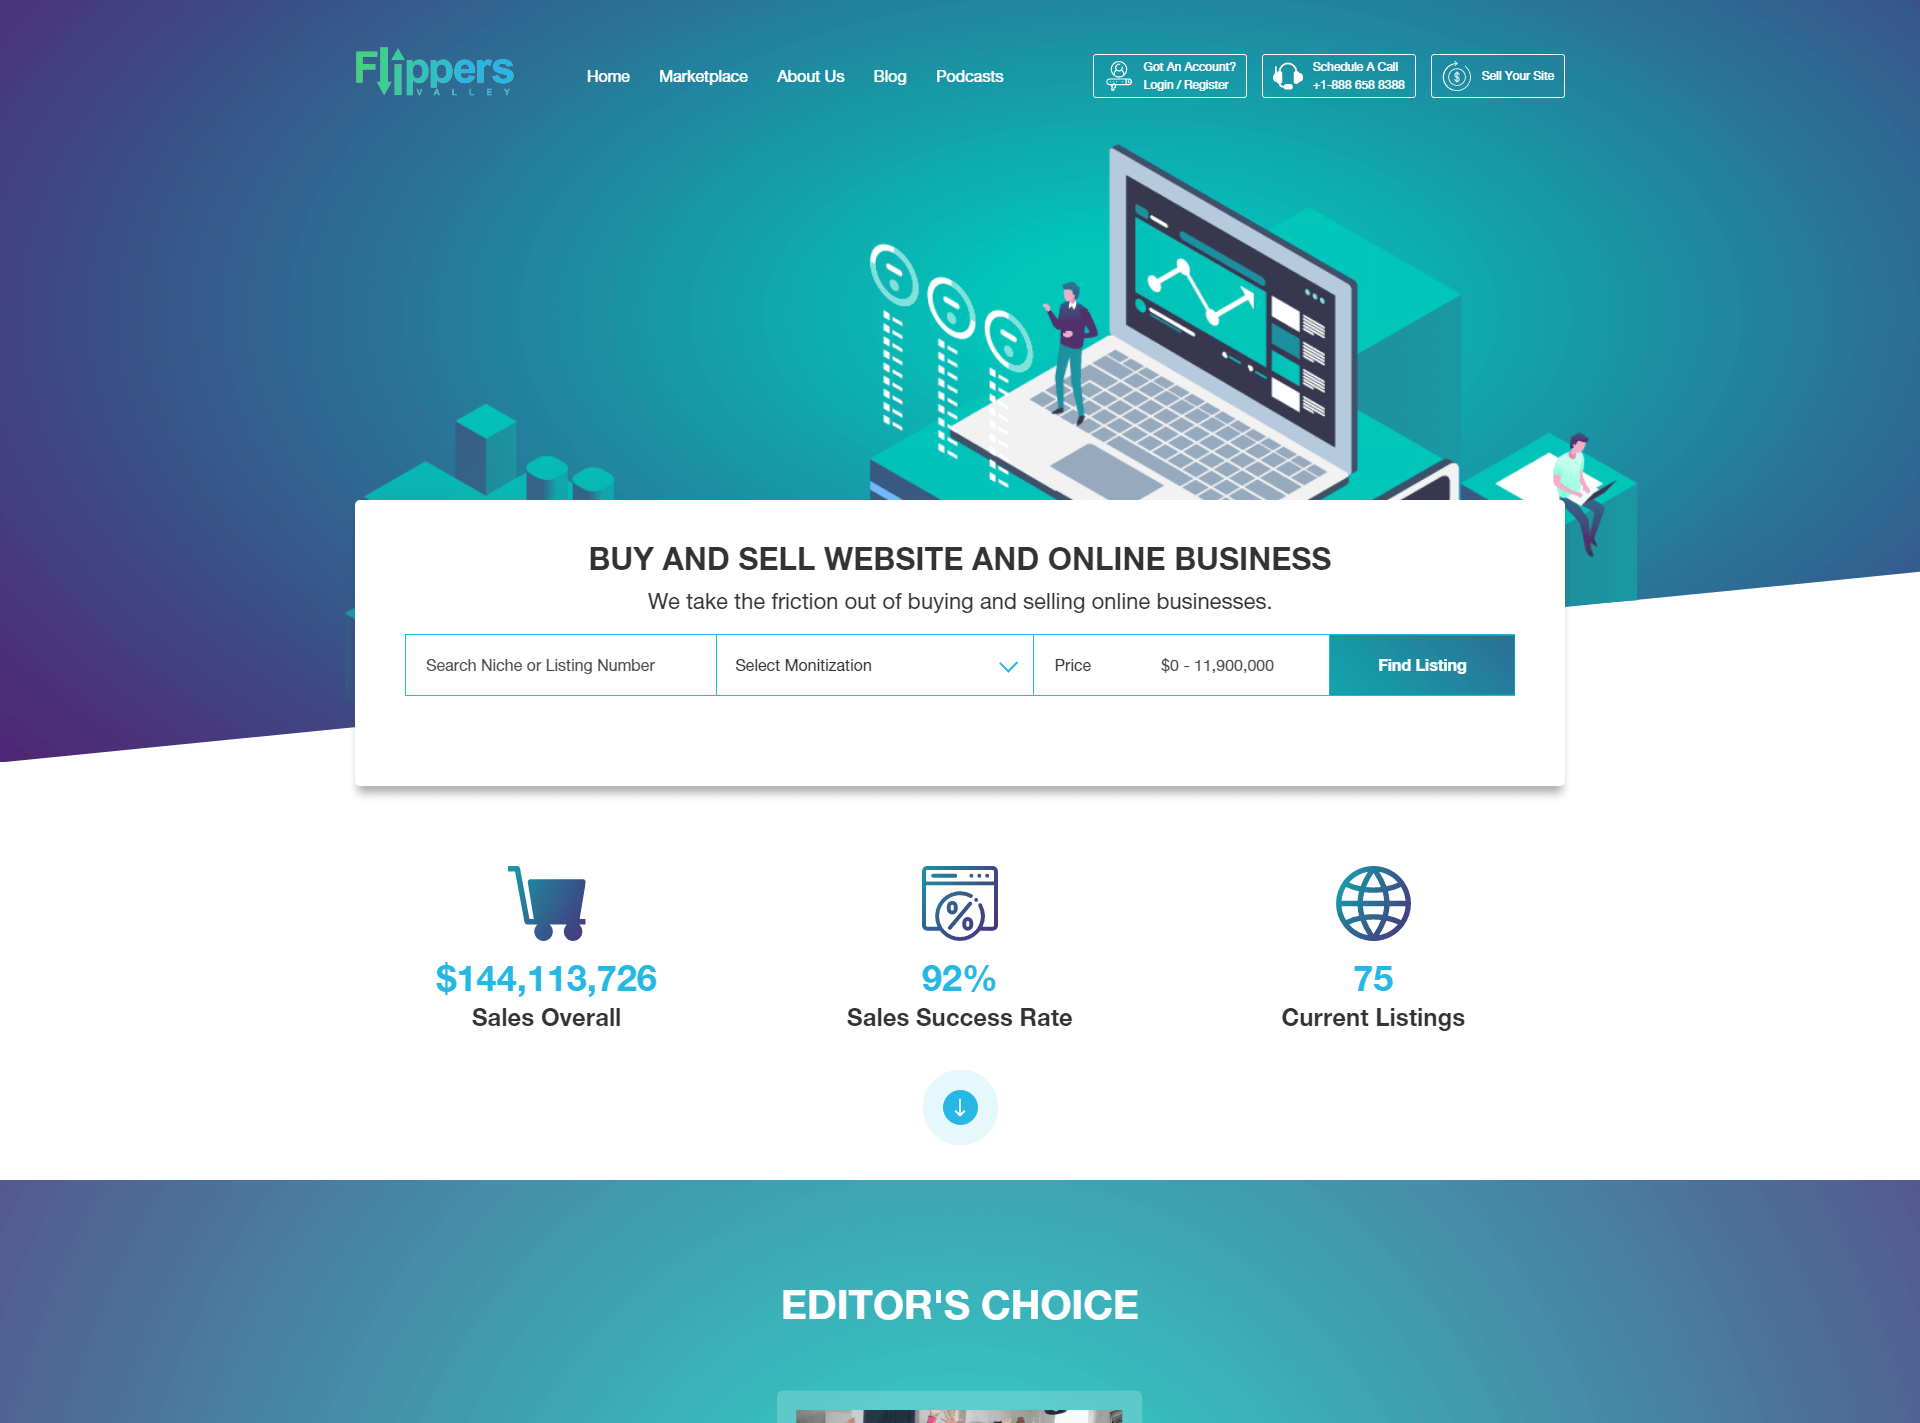 Flippers
VALLEY
Home
Marketplace
About Us
Blog
Podcasts
Got An Account?
Login / Register
Schedule A Call
+1-888 658 8388
Sell Your Site
BUY AND SELL WEBSITE AND ONLINE BUSINESS
We take the friction out of buying and selling online businesses.
Search Niche or Listing Number
Select Monitization
Price
$0 - 11,900,000
Find Listing
$144,113,726
Sales Overall
92%
Sales Success Rate
75
Current Listings
EDITOR'S CHOICE